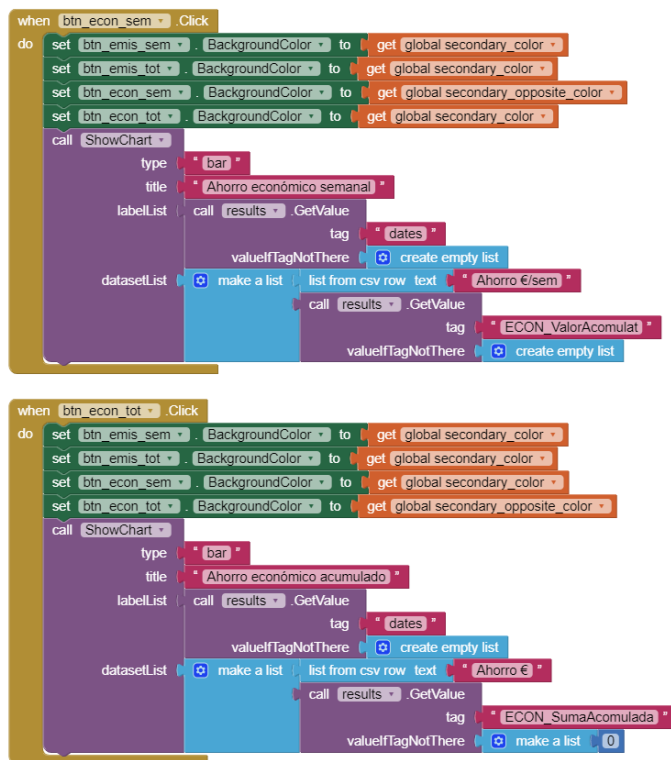 when btn_econ_sem .Click
do set btn_emis_sem . BackgroundColor to get global secondary_color
set btn_emis_tot . BackgroundColor to get global secondary_color
set btn_econ_sem . BackgroundColor to get global secondary_opposite_color
set btn_econ_tot . BackgroundColor to get global secondary_color
call ShowChart
type " bar "
title " Ahorro económico semanal "
labelList call results .GetValue
tag " dates "
valueIfTagNotThere create empty list
datasetList make a list list from csv row text " Ahorro €/sem "
call results .GetValue
tag " ECON_ValorAcomulat "
valueIfTagNotThere create empty list
when btn_econ_tot .Click
do set btn_emis_sem . BackgroundColor to get global secondary_color
set btn_emis_tot . BackgroundColor to get global secondary_color
set btn_econ_sem . BackgroundColor to get global secondary_color
set btn_econ_tot . BackgroundColor to get global secondary_opposite_color
call ShowChart
type " bar "
title " Ahorro económico acumulado "
labelList call results .GetValue
tag " dates "
valueIfTagNotThere create empty list
datasetList make a list list from csv row text " Ahorro € "
call results .GetValue
tag " ECON_SumaAcomulada "
valueIfTagNotThere make a list 0